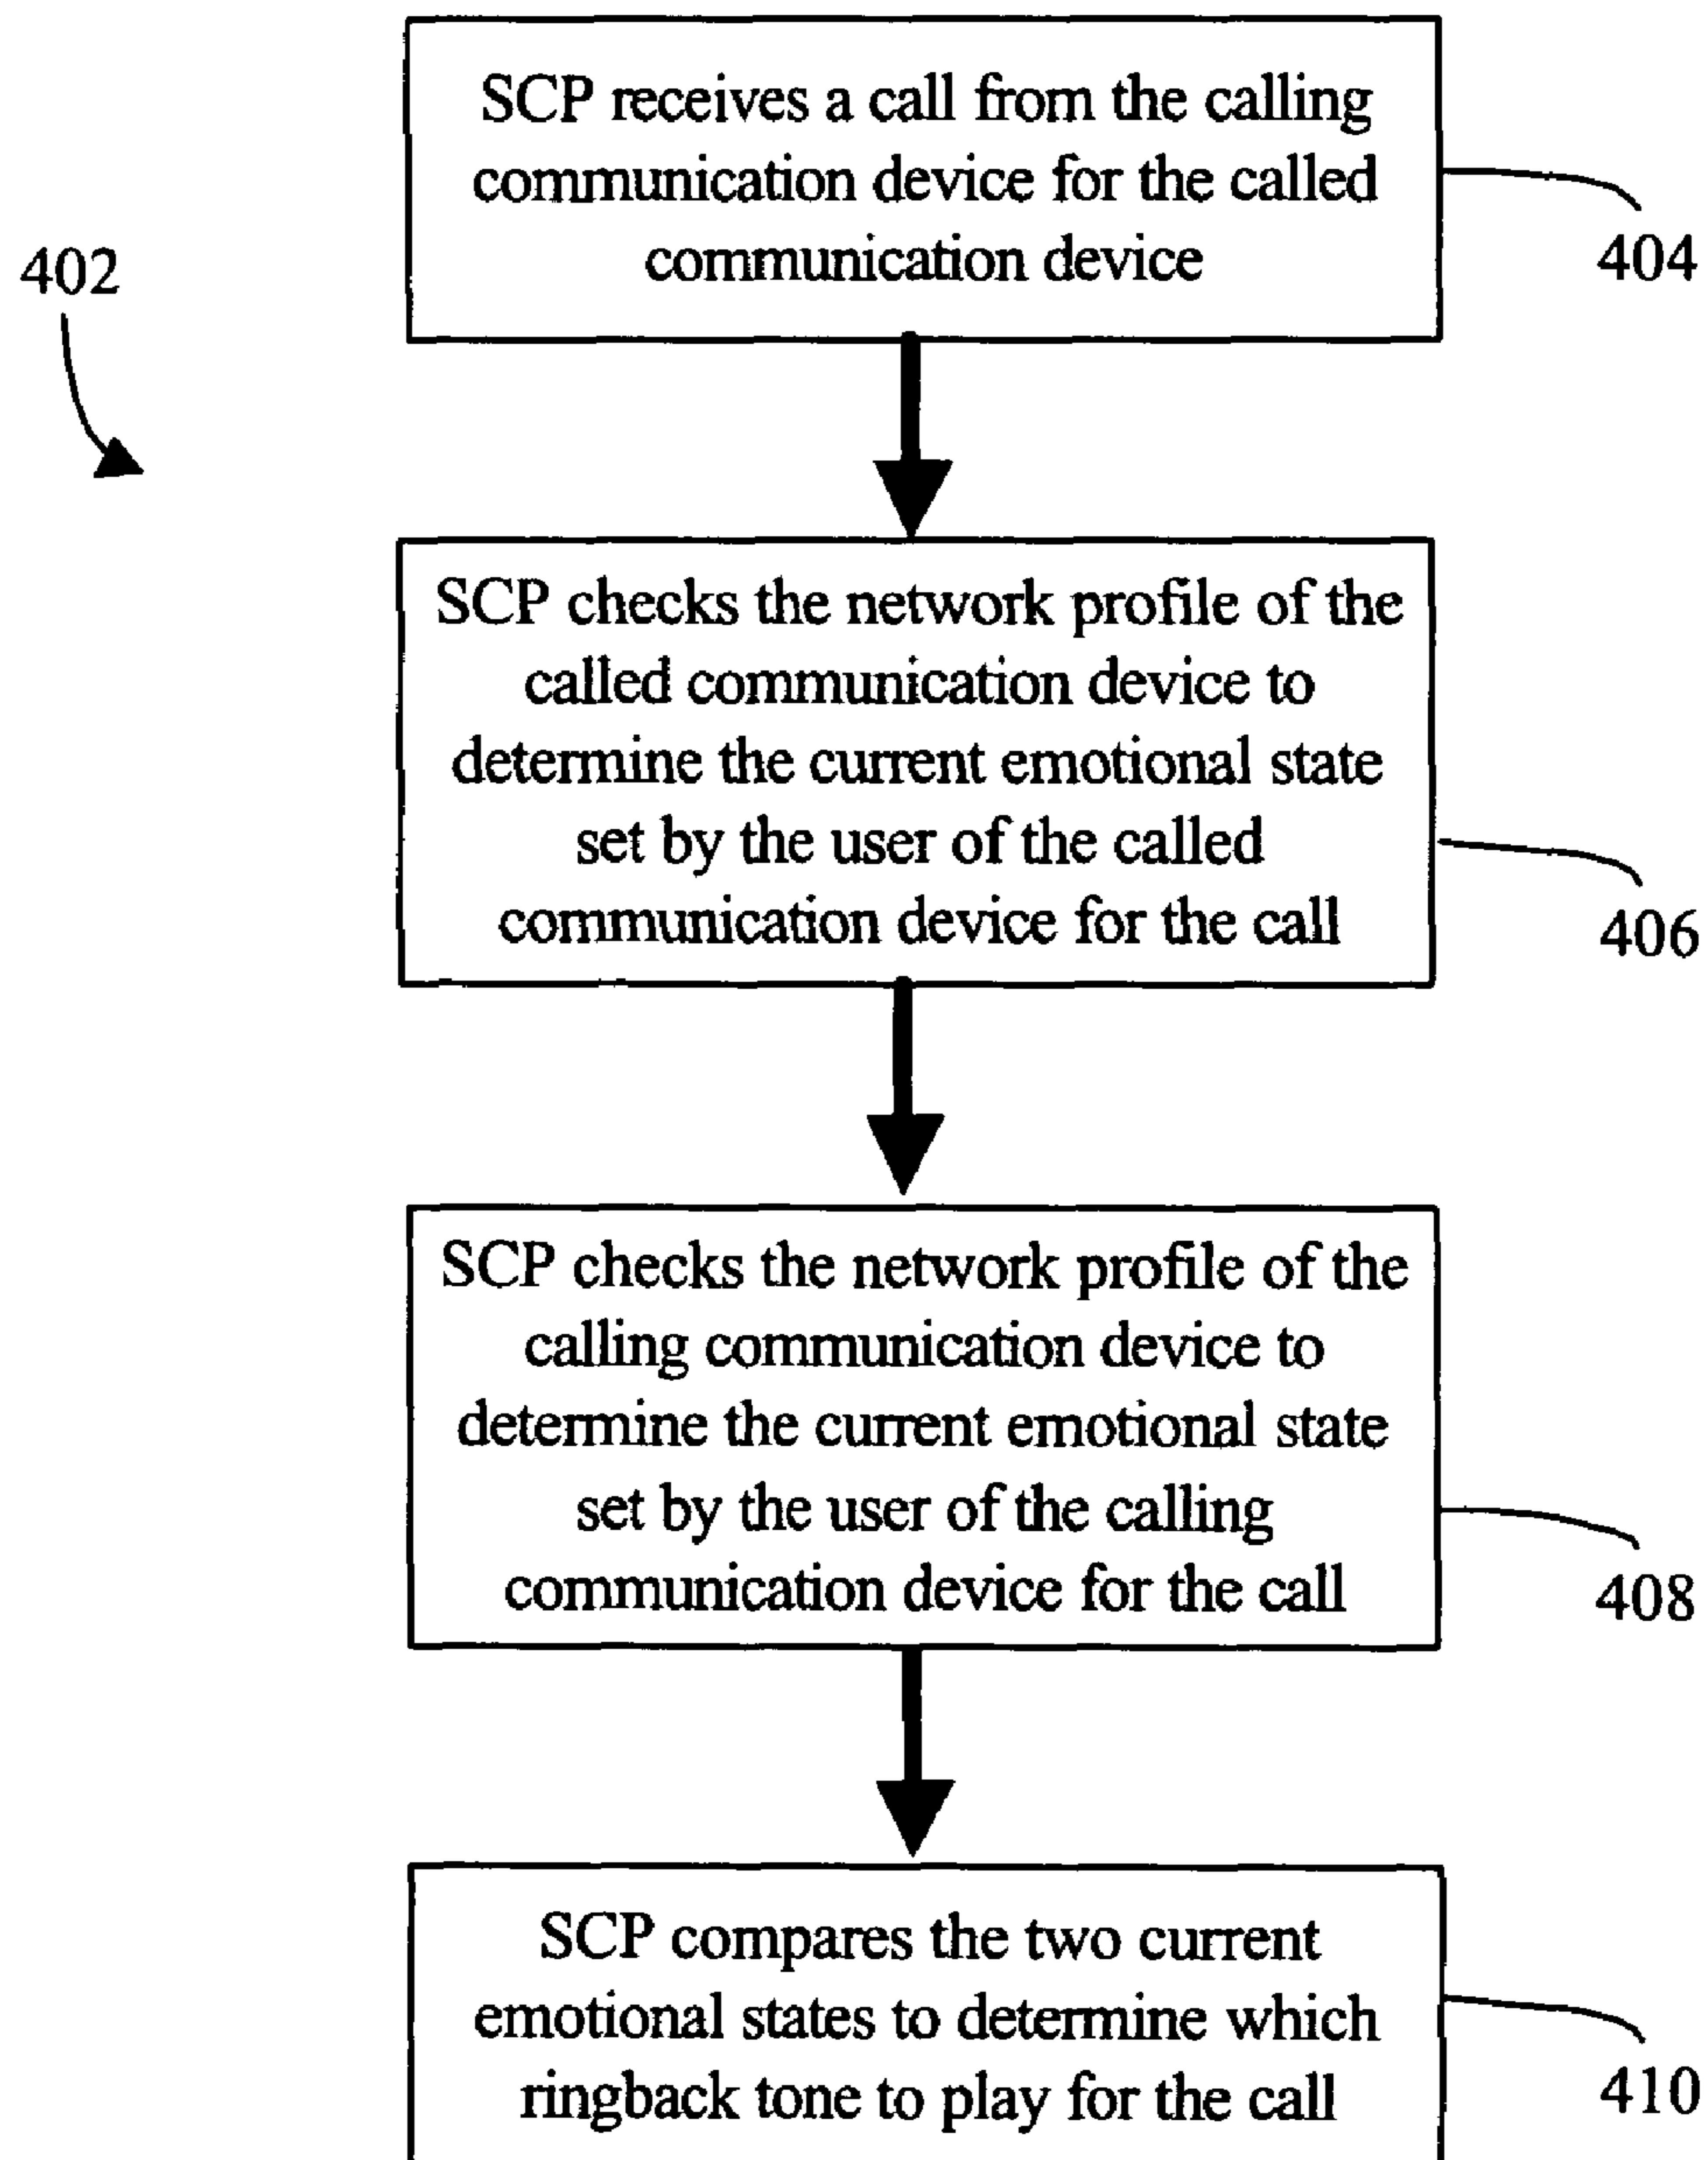 SCP receives a call from the calling
communication device for the called
communication device
404
402
SCP checks the network profile of the
called communication device to
determine the current emotional state
set by the user of the called
communication device for the call
406
SCP checks the network profile of the
calling communication device to
determine the current emotional state
set by the user of the calling
communication device for the call
408
SCP compares the two current
emotional states to determine which
ringback tone to play for the call
410